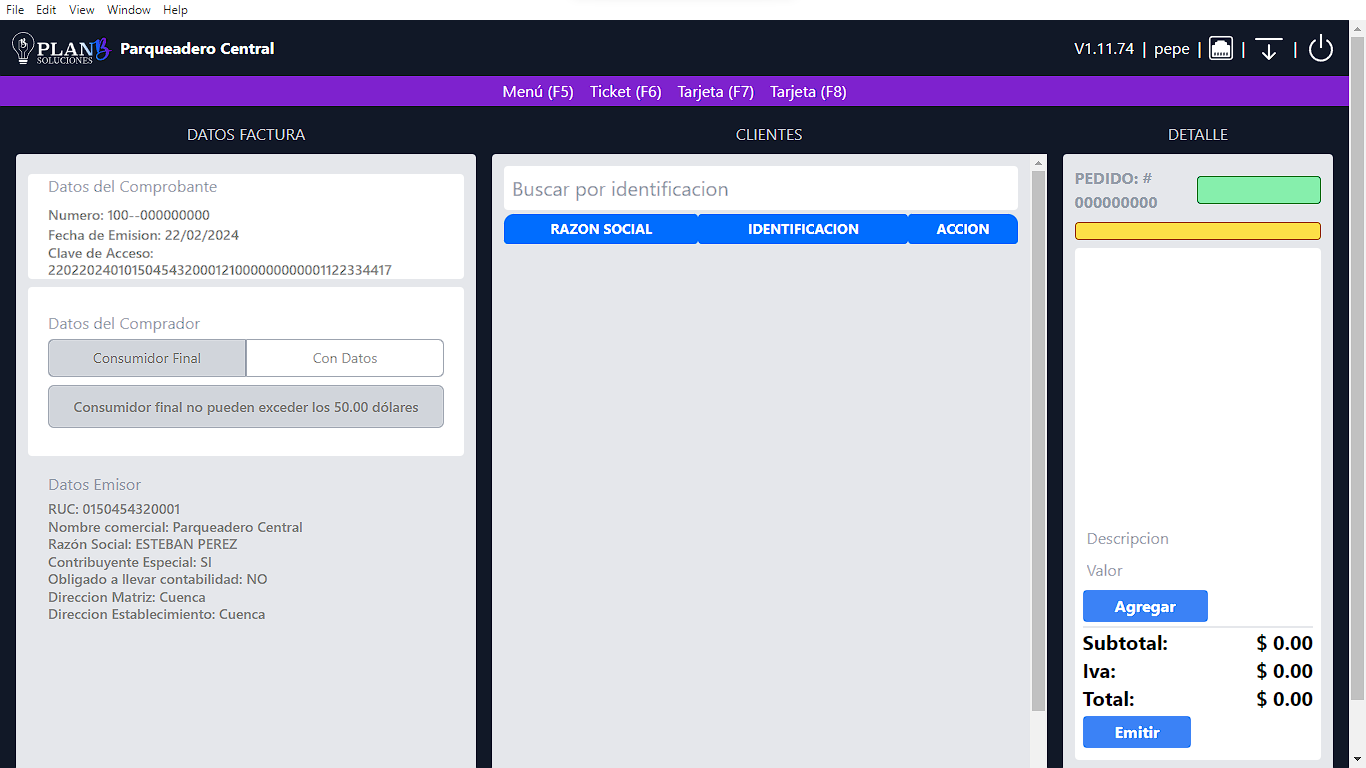 File Edit View Window Help
PLAN B
SOLUCIONES
Parqueadero Central
V1.11.74 | pepe | | |
Menú (F5) Ticket (F6) Tarjeta (F7) Tarjeta (F8)
DATOS FACTURA
Datos del Comprobante
Numero: 100--000000000
Fecha de Emision: 22/02/2024
Clave de Acceso:
2202202401015045432000121000000000001122334417
Datos del Comprador
Consumidor Final Con Datos
Consumidor final no pueden exceder los 50.00 dólares
Datos Emisor
RUC: 0150454320001
Nombre comercial: Parqueadero Central
Razón Social: ESTEBAN PEREZ
Contribuyente Especial: SI
Obligado a llevar contabilidad: NO
Direccion Matriz: Cuenca
Direccion Establecimiento: Cuenca
CLIENTES
Buscar por identificacion
RAZON SOCIAL IDENTIFICACION ACCION
DETALLE
PEDIDO: #
000000000
Descripcion
Valor
Agregar
Subtotal: $ 0.00
Iva: $ 0.00
Total: $ 0.00
Emitir